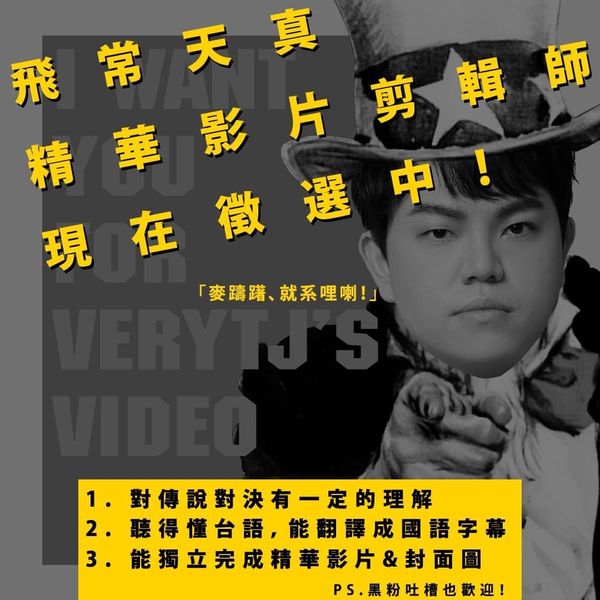 飛常天真
精華影片剪輯師
現在徵選中！
I WANT
YOU
FOR
VERYTJ'S
VIDEO
「麥躊躇、就系哩喇！」
1. 對傳說對決有一定的理解
2. 聽得懂台語，能翻譯成國語字幕
3. 能獨立完成精華影片&封面圖
PS.黑粉吐槽也歡迎！